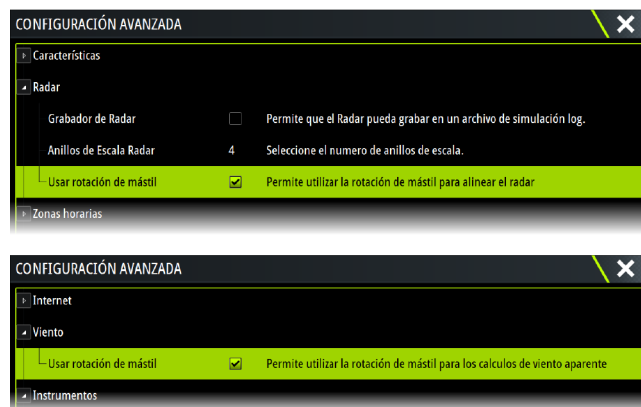 CONFIGURACIÓN AVANZADA
Características
Radar
Grabador de Radar Permite que el Radar pueda grabar en un archivo de simulación log.
Anillos de Escala Radar 4 Seleccione el numero de anillos de escala.
Usar rotación de mástil Permite utilizar la rotación de mástil para alinear el radar
Zonas horarias
CONFIGURACIÓN AVANZADA
Internet
Viento
Usar rotación de mástil Permite utilizar la rotación de mástil para los calculos de viento aparente
Instrumentos